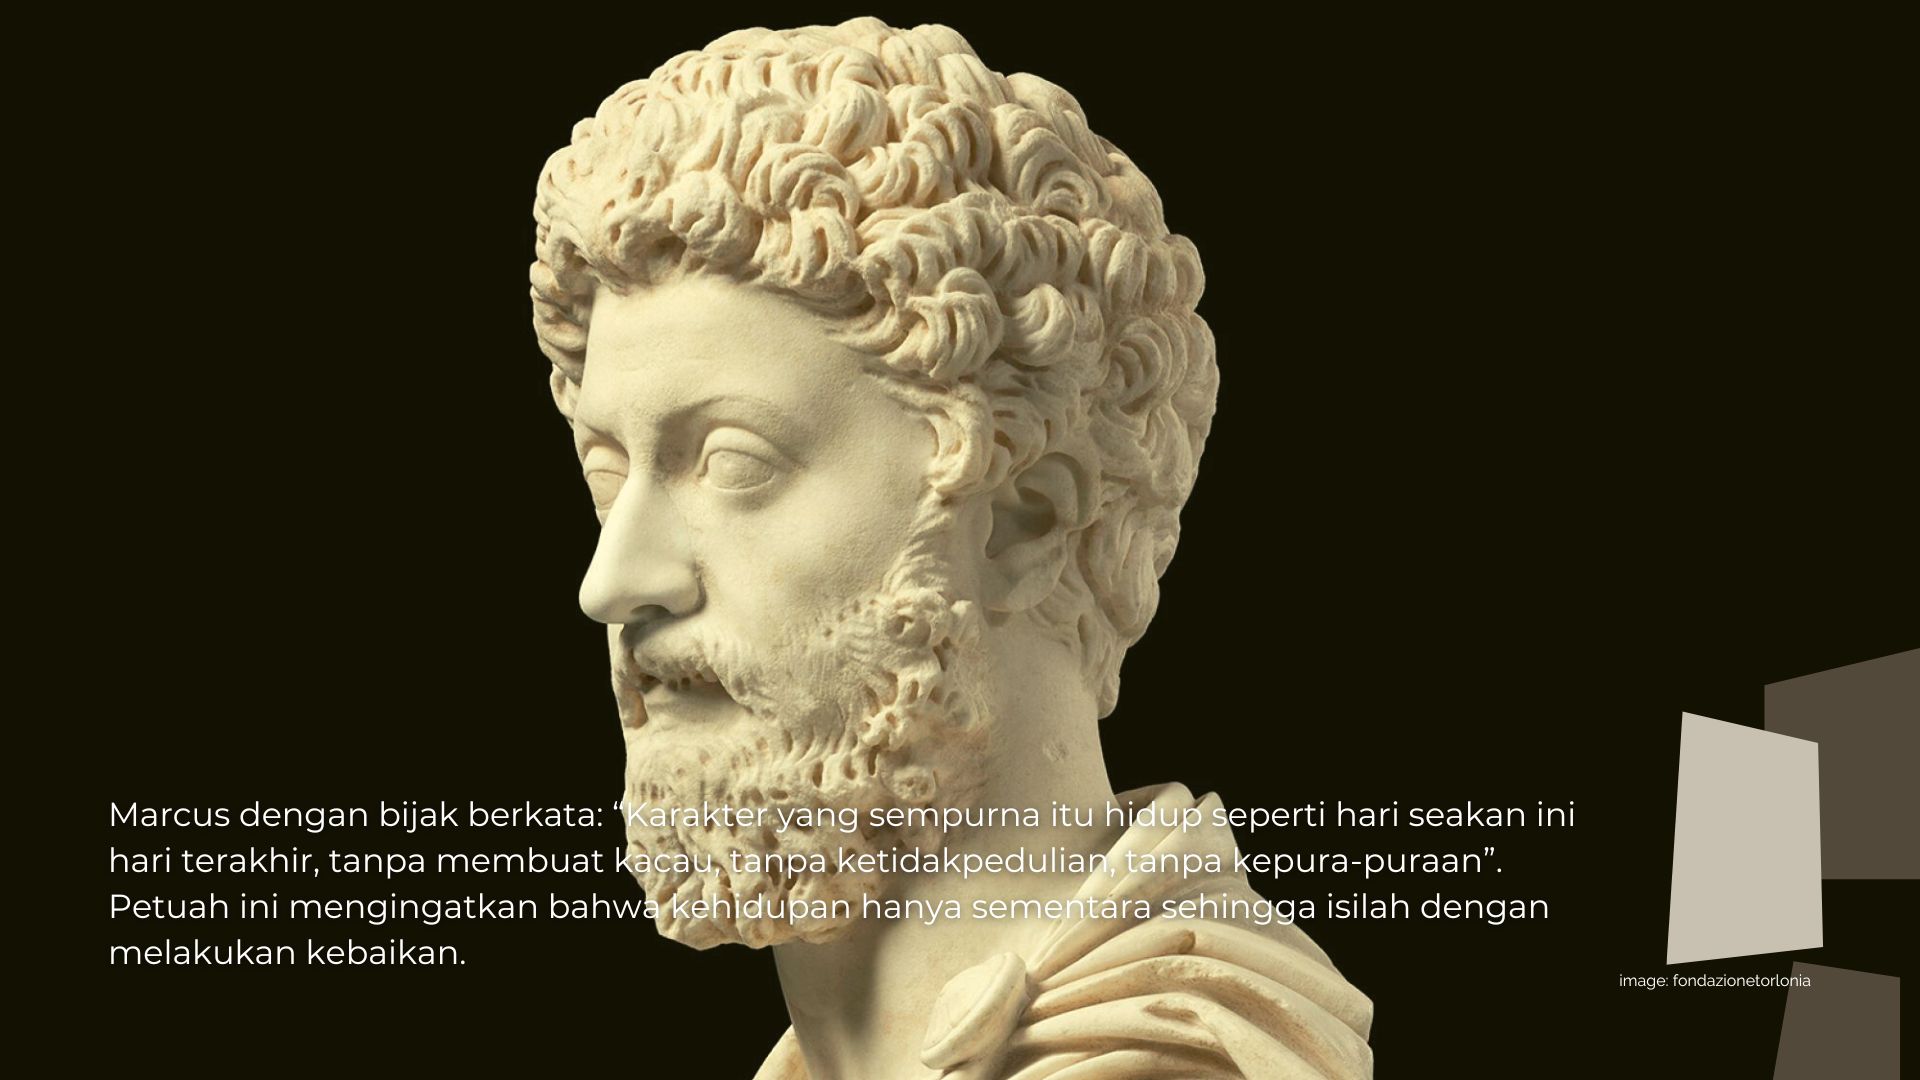 Marcus dengan bijak berkata: “Karakter yang sempurna itu hidup seperti hari seakan ini
hari terakhir, tanpa membuat kacau, tanpa ketidakpedulian, tanpa kepura-puraan”.
Petuah ini mengingatkan bahwa kehidupan hanya sementara sehingga isilah dengan
melakukan kebaikan.
image: fondazionetorlonia